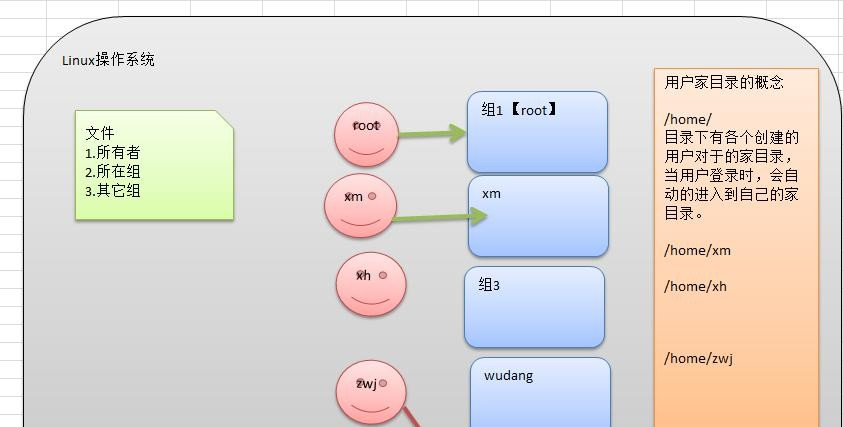 Linux操作系统
文件
1.所有者
2.所在组
3.其它组
root
xm
xh
zwj
组1【root】
xm
组3
wudang
用户家目录的概念
/home/
目录下有各个创建的
用户对于的家目录，
当用户登录时，会自
动的进入到自己的家
目录。
/home/xm
/home/xh
/home/zwj